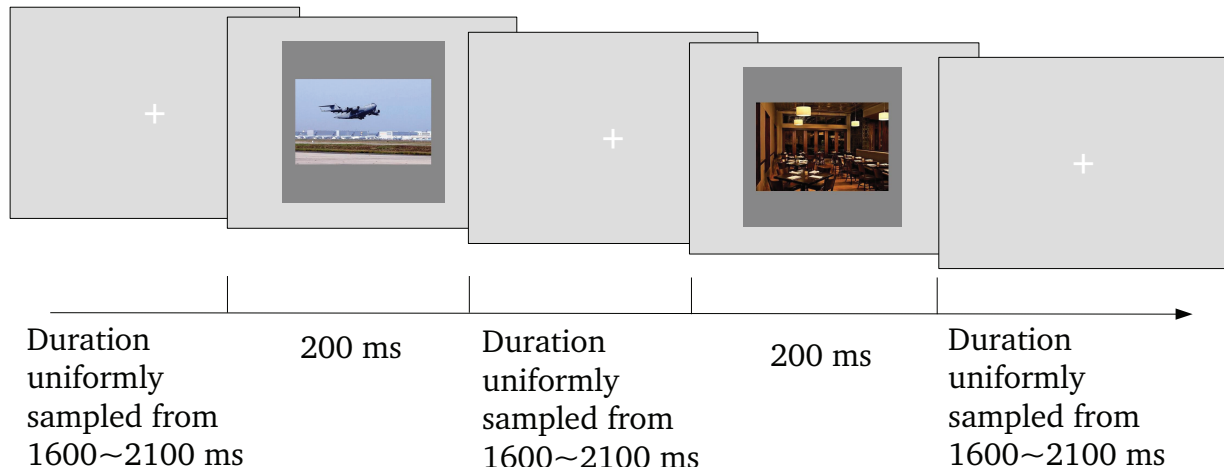 Duration
uniformly
sampled from
1600~2100 ms
200 ms
Duration
uniformly
sampled from
1600~2100 ms
200 ms
Duration
uniformly
sampled from
1600~2100 ms